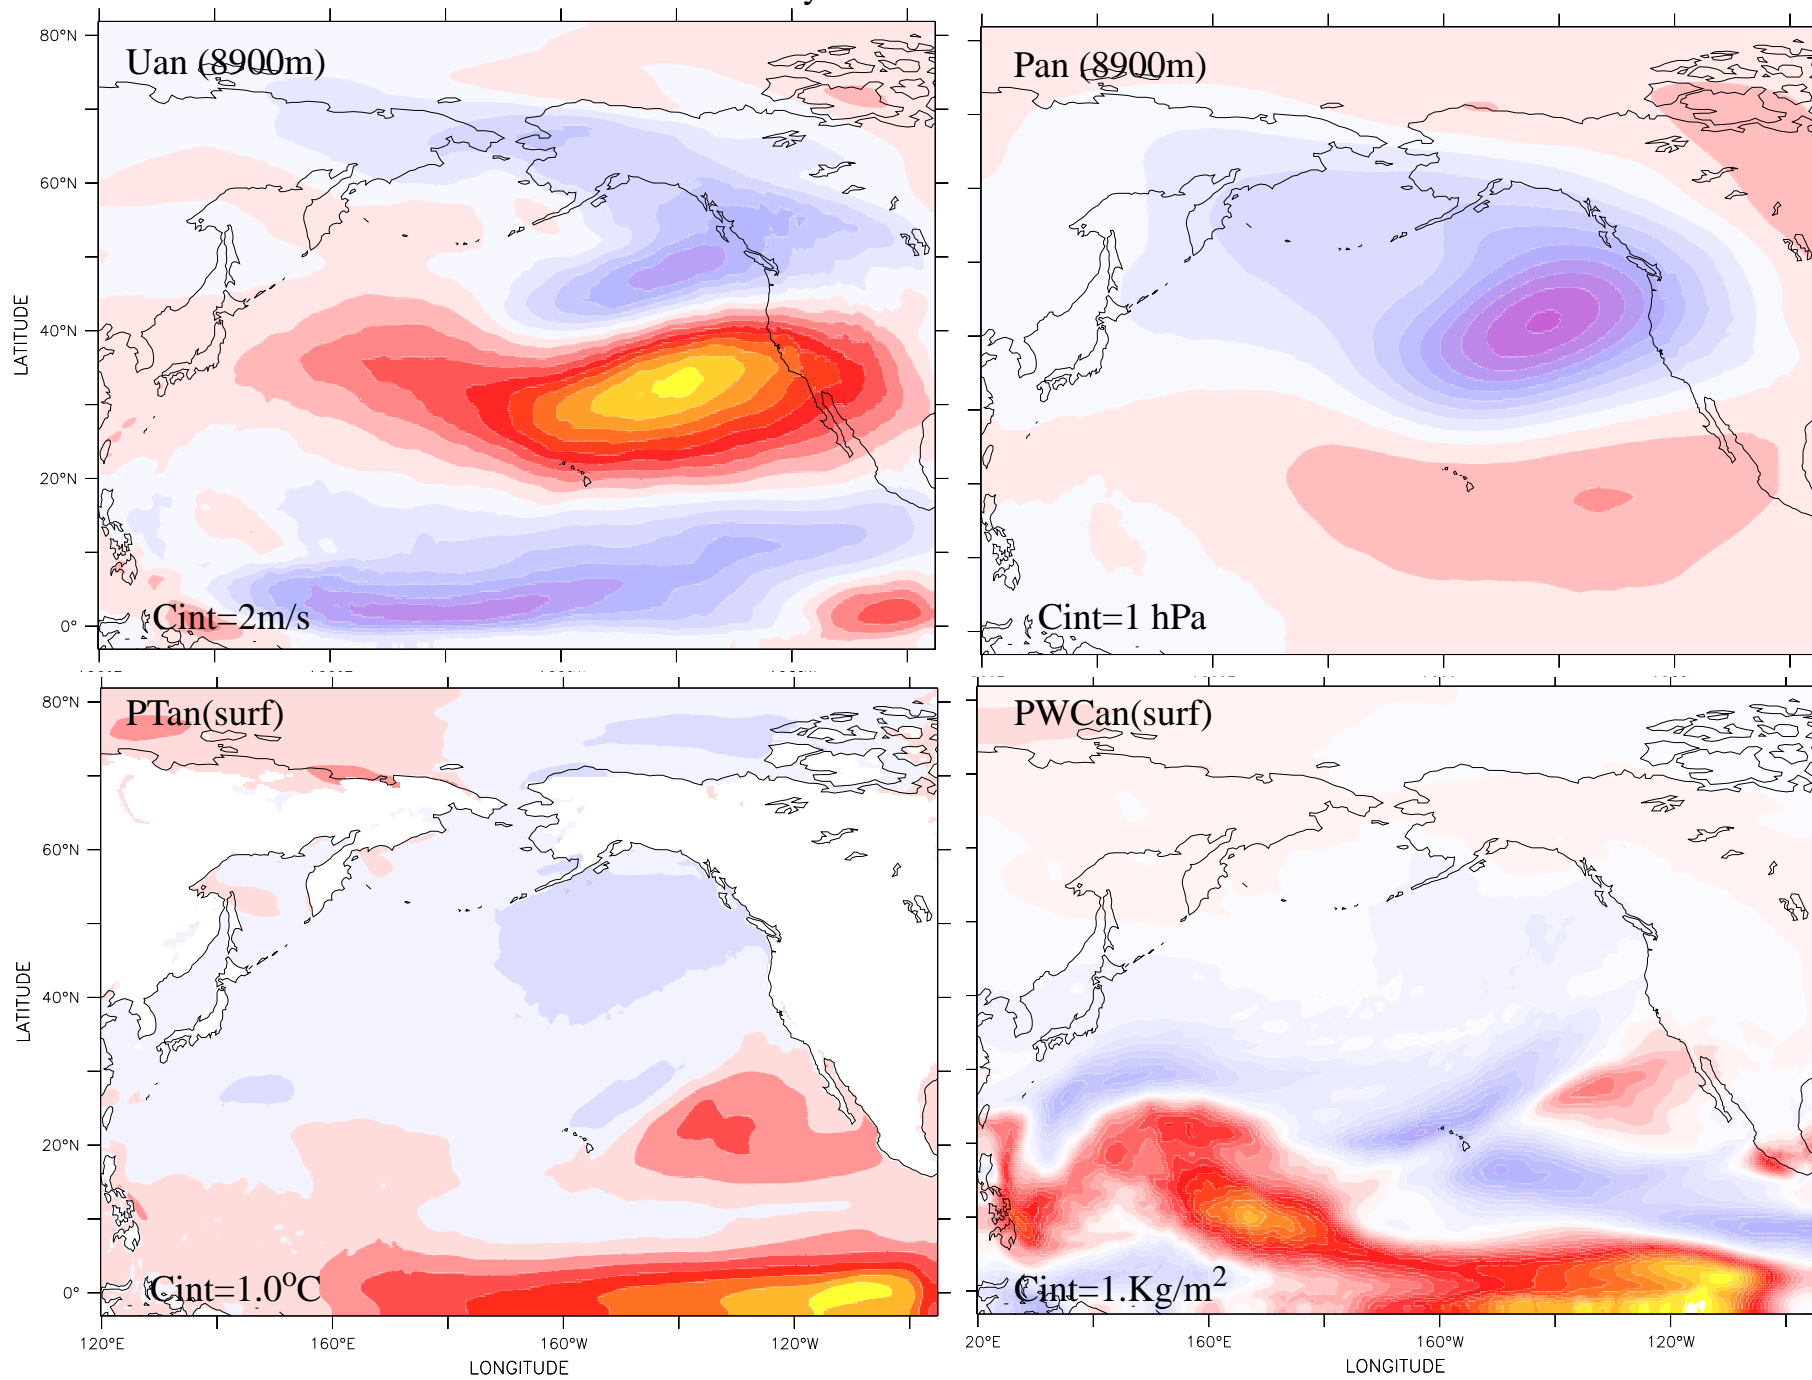 80°N
Uan (8900m)
Pan (8900m)
60°N
LATITUDE
40°N
20°N
0°
Cint=2m/s
Cint=1 hPa
80°N
PTan(surf)
PWCan(surf)
60°N
LATITUDE
40°N
20°N
0°
Cint=1.0°C
Cint=1.Kg/m²
120°E 160°E 160°W 120°W
20°E 160°E 160°W 120°W
LONGITUDE
LONGITUDE